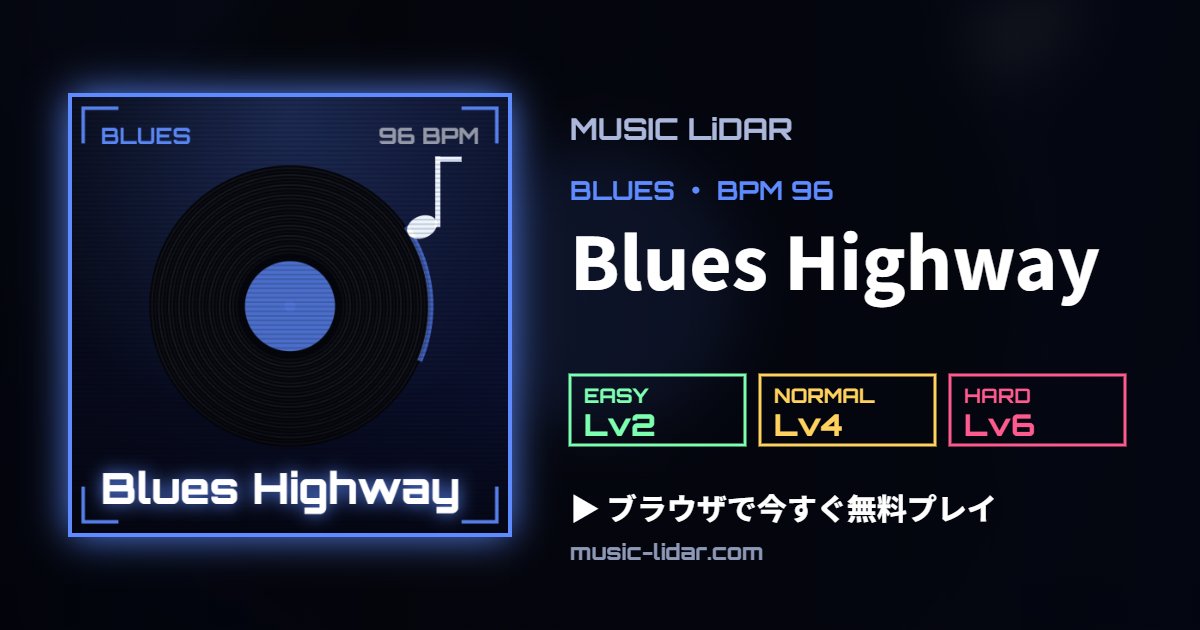 BLUES
96 BPM
Blues Highway
MUSIC LiDAR
BLUES • BPM 96
Blues Highway
EASY
Lv2
NORMAL
Lv4
HARD
Lv6
▶ ブラウザで今すぐ無料プレイ
music-lidar.com